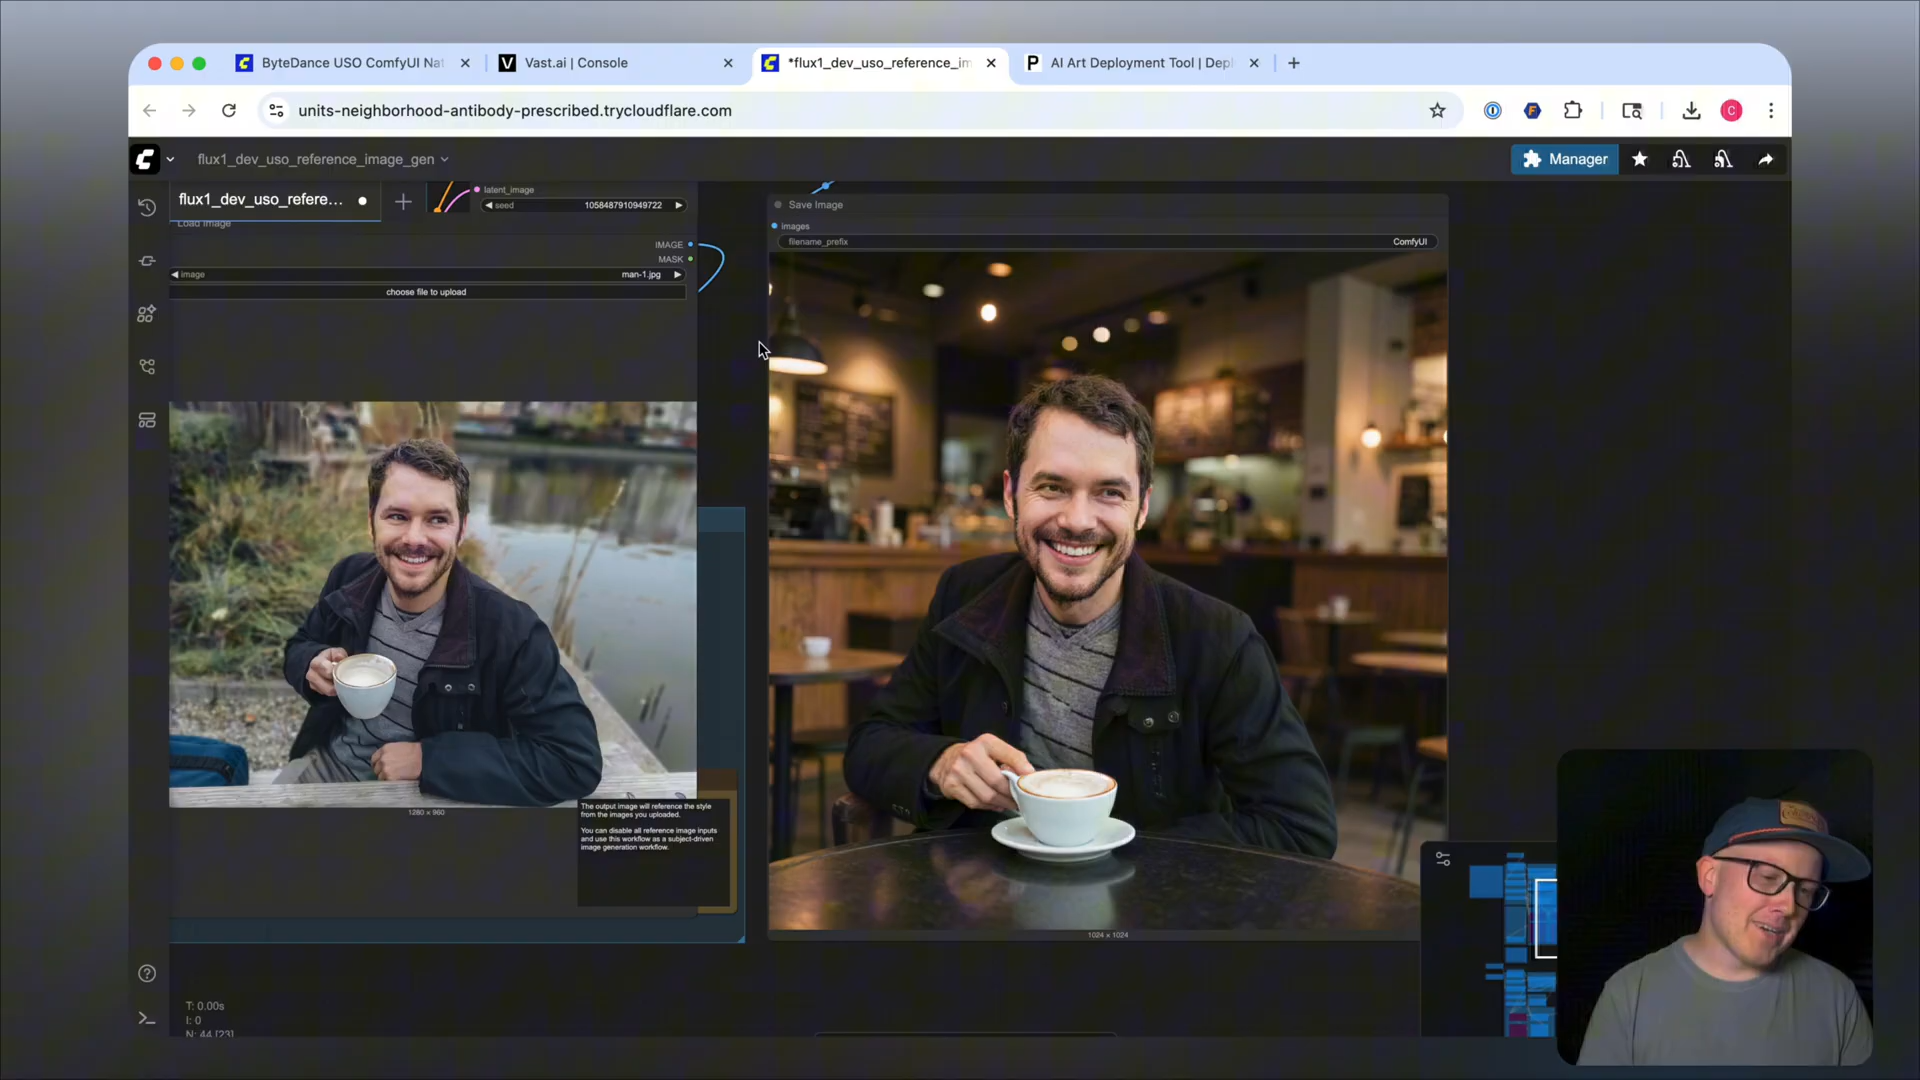 ByteDance USO ComfyUI Nat
Vast.ai | Console
*flux1_dev_uso_reference_im
AI Art Deployment Tool | Depl
units-neighborhood-antibody-prescribed.trycloudflare.com
C
flux1_dev_uso_reference_image_gen
Manager
flux1_dev_uso_refere...
latent_image
seed
1058487910949722
Load Image
Save Image
images
filename_prefix
ComfyUI
IMAGE
MASK
image
man-1.jpg
choose file to upload
1280 × 960
The output image will reference the style
from the images you uploaded.
You can disable all reference image inputs
and use this workflow as a subject-driven
image generation workflow.
1024 × 1024
T: 0.00s
I: 0
N: 44 [23]